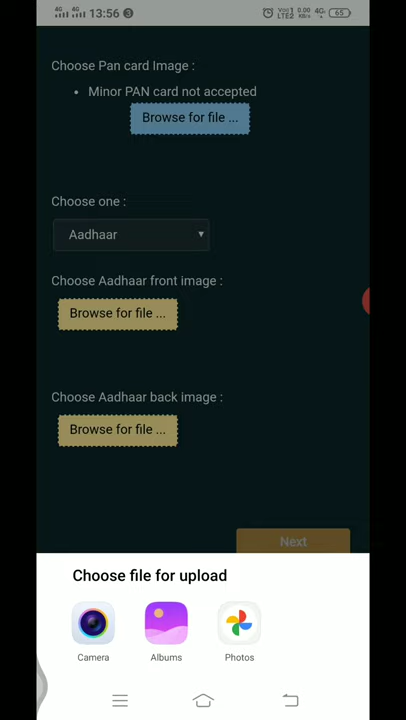 4G 4G 13:56
Vo) 1 0.00 4G 65
LTE2 KB/s
Choose Pan card Image :
• Minor PAN card not accepted
Browse for file ...
Choose one :
Aadhaar
Choose Aadhaar front image :
Browse for file ...
Choose Aadhaar back image :
Browse for file ...
Next
Choose file for upload
Camera Albums Photos